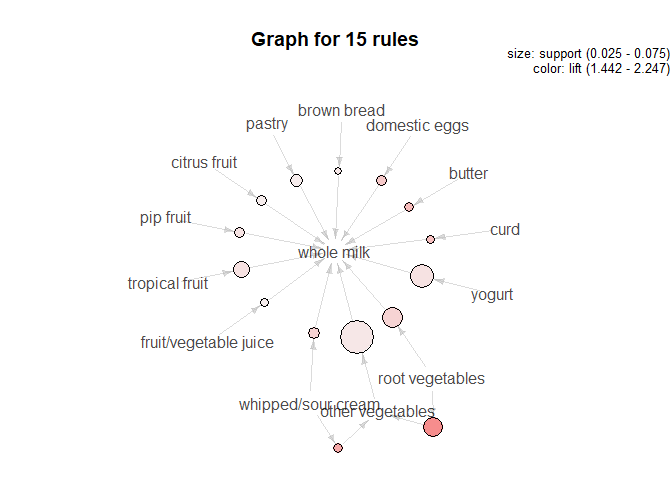 Graph for 15 rules
size: support (0.025 - 0.075)
color: lift (1.442 - 2.247)
brown bread
pastry
domestic eggs
citrus fruit
butter
pip fruit
curd
whole milk
tropical fruit
yogurt
fruit/vegetable juice
root vegetables
whipped/sour cream
other vegetables